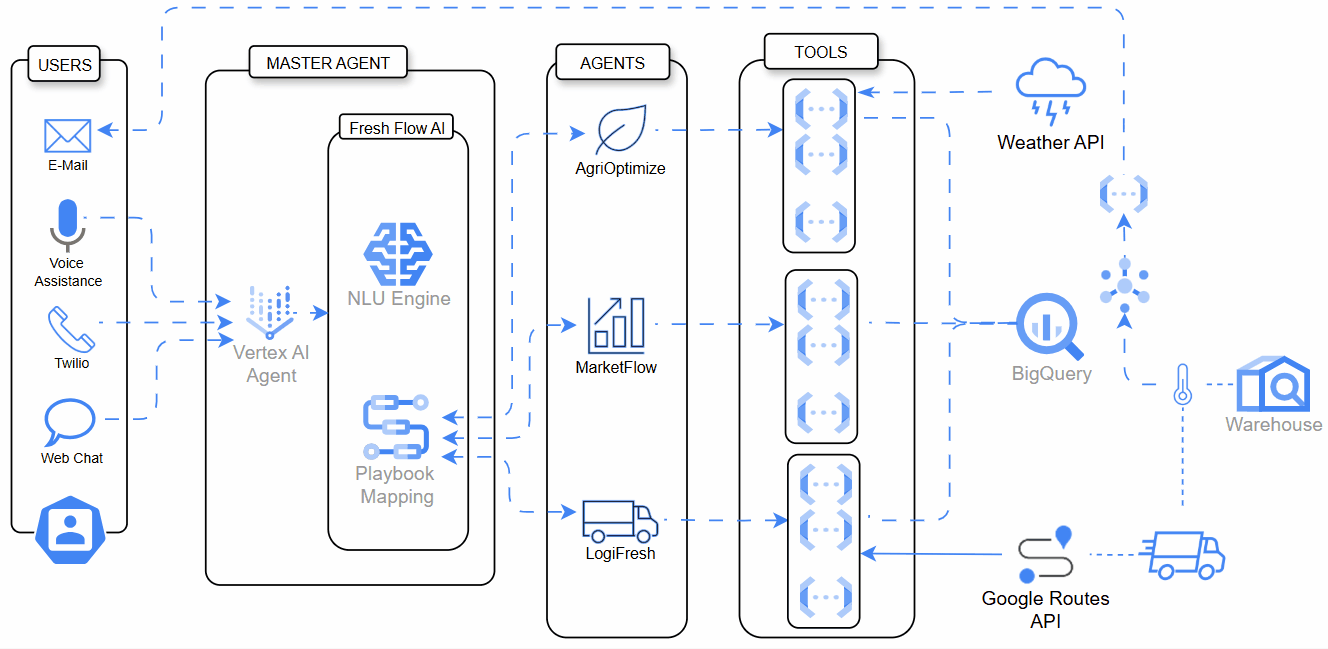 USERS
E-Mail
Voice
Assistance
Twilio
Web Chat
MASTER AGENT
Fresh Flow AI
NLU Engine
Vertex AI
Agent
Playbook
Mapping
AGENTS
AgriOptimize
MarketFlow
LogiFresh
TOOLS
Weather API
BigQuery
Warehouse
Google Routes
API